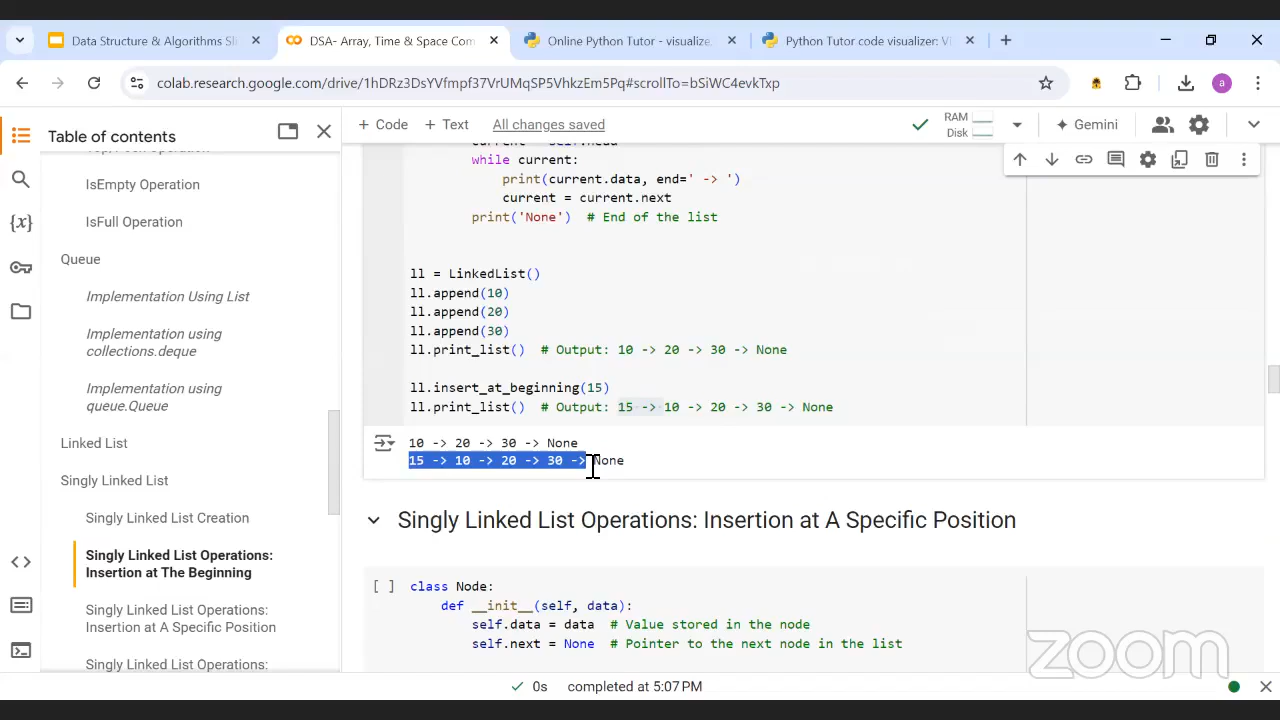 Data Structure & Algorithms Sli
DSA- Array, Time & Space Com
Online Python Tutor - visualize
Python Tutor code visualizer: Vi
colab.research.google.com/drive/1hDRz3DsYVfmpf37VrUMqSP5VhkzEm5Pq#scrollTo=bSiWC4evkTxp
a
Table of contents
+ Code
+ Text
All changes saved
RAM
Disk
Gemini
IsEmpty Operation
IsFull Operation
Queue
Implementation Using List
Implementation using
collections.deque
Implementation using
queue.Queue
Linked List
Singly Linked List
Singly Linked List Creation
Singly Linked List Operations:
Insertion at The Beginning
Singly Linked List Operations:
Insertion at A Specific Position
Singly Linked List Operations:
while current:
print(current.data, end=' -> ')
current = current.next
print('None')  # End of the list
ll = LinkedList()
ll.append(10)
ll.append(20)
ll.append(30)
ll.print_list()  # Output: 10 -> 20 -> 30 -> None
ll.insert_at_beginning(15)
ll.print_list()  # Output: 15 -> 10 -> 20 -> 30 -> None
10 -> 20 -> 30 -> None
15 -> 10 -> 20 -> 30 -> None
Singly Linked List Operations: Insertion at A Specific Position
[ ] class Node:
def __init__(self, data):
self.data = data  # Value stored in the node
self.next = None  # Pointer to the next node in the list
zoom
0s completed at 5:07 PM